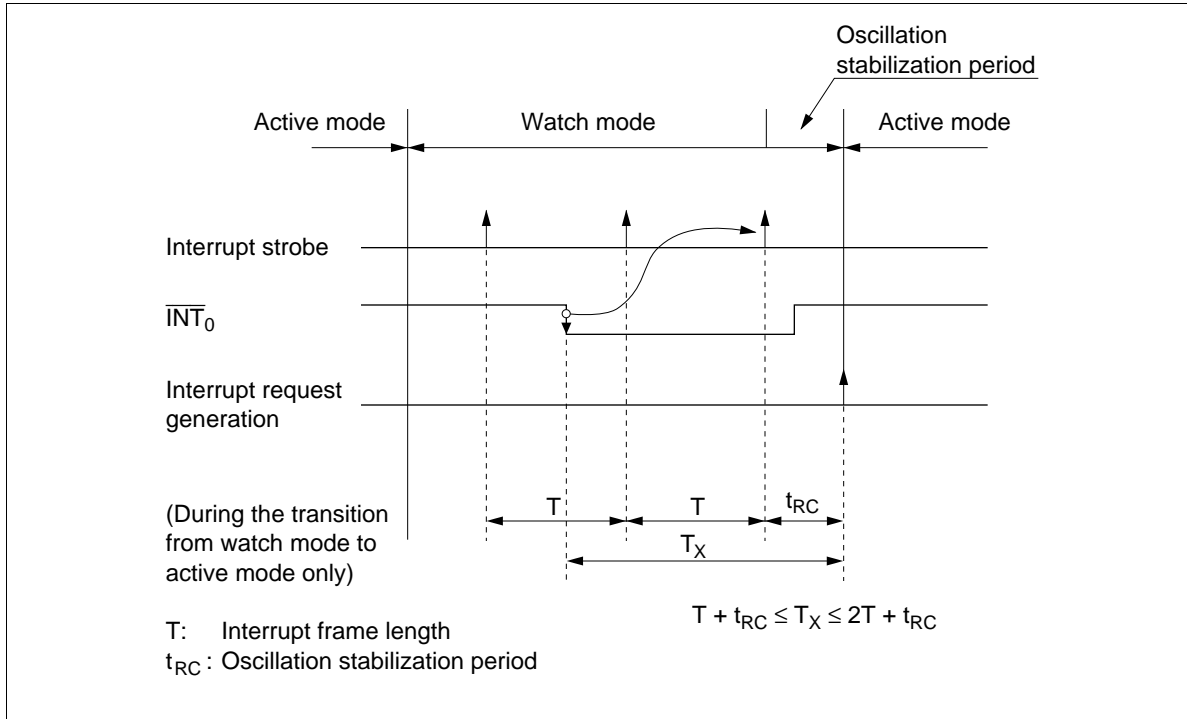 Oscillation
stabilization period
Active mode
Watch mode
Active mode
Interrupt strobe
INT₀
Interrupt request
generation
T
T
tRC
(During the transition
from watch mode to
active mode only)
TX
T + tRC ≤ TX ≤ 2T + tRC
T: Interrupt frame length
tRC : Oscillation stabilization period